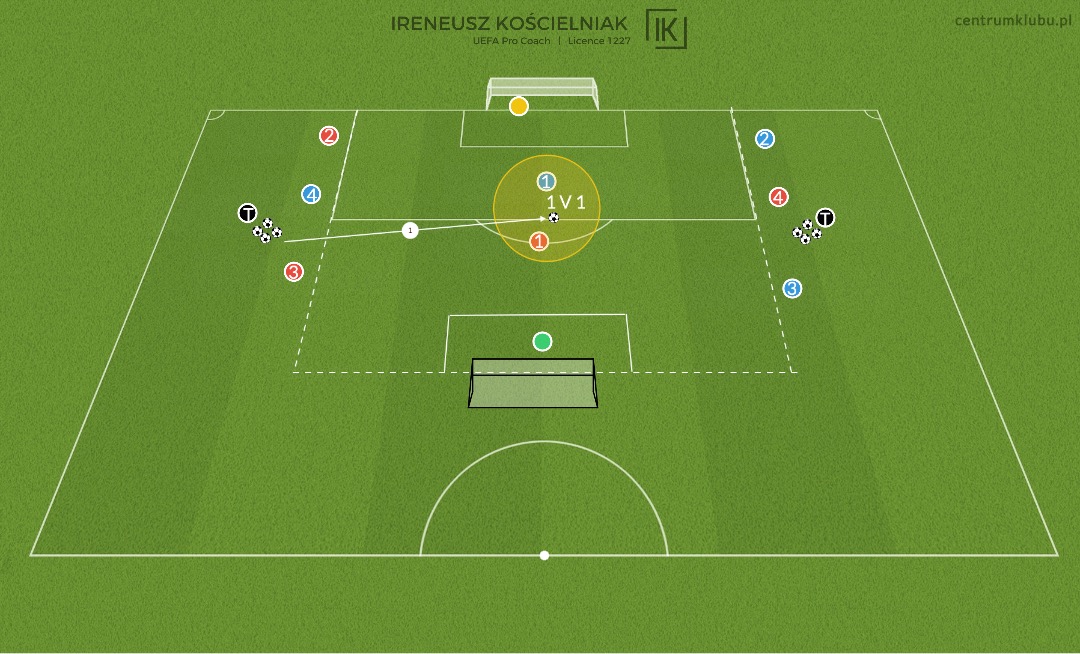 IRENEUSZ KOŚCIELNIAK
IK
centrumklubu.pl
UEFA Pro Coach | Licence 1227
2
2
4
1
4
1 V 1
T
T
1
1
3
3